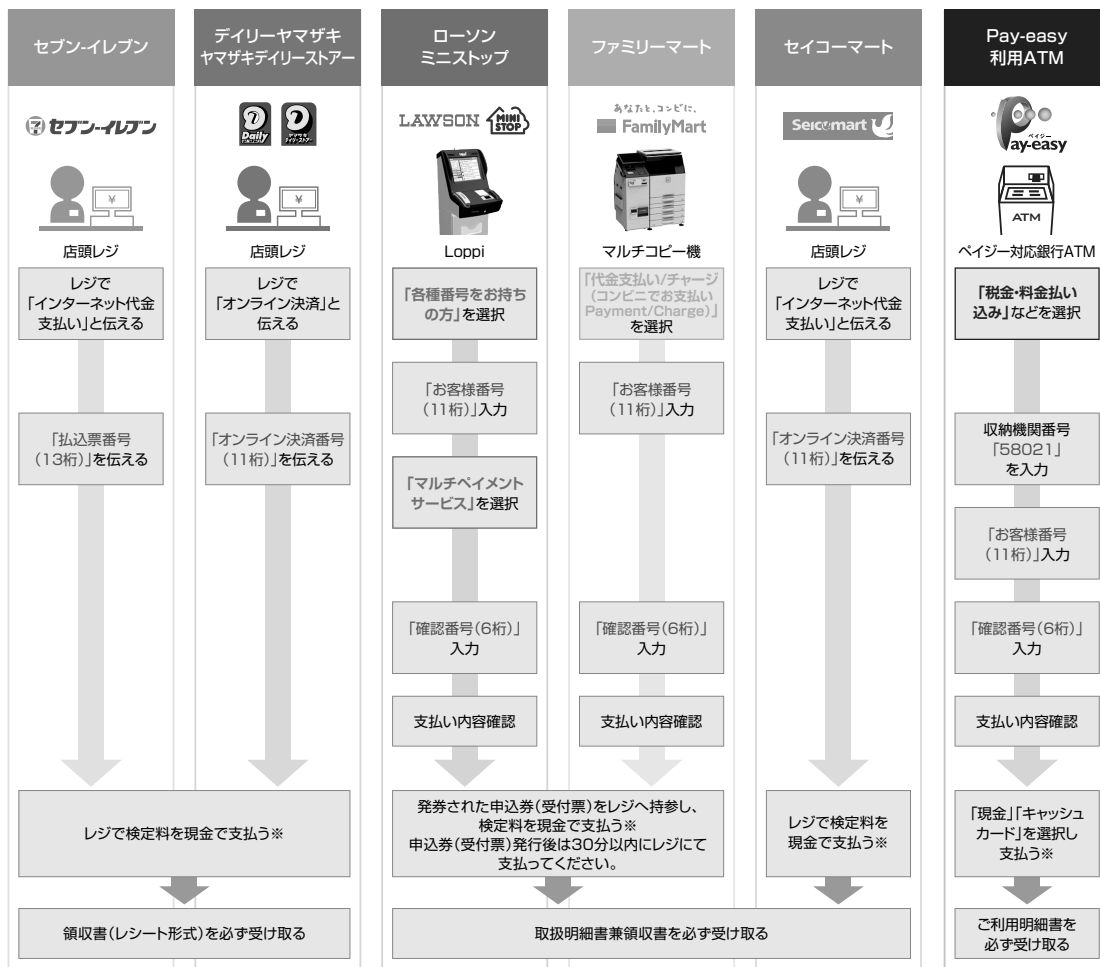 セブン-イレブン
デイリーヤマザキ
ヤマザキデイリーストアー
ローソン
ミニストップ
ファミリーマート
セイコーマート
Pay-easy
利用ATM
セブン-イレブン
Daily
LAWSON
MINI
STOP
あなたと、コンビに、
FamilyMart
Seicomart
ペイジー
Pay-easy
¥
¥
¥
ATM
店頭レジ
店頭レジ
Loppi
マルチコピー機
店頭レジ
ペイジー対応銀行ATM
レジで
「インターネット代金
支払い」と伝える
レジで
「オンライン決済」と
伝える
「各種番号をお持ち
の方」を選択
「代金支払い/チャージ
(コンビニでお支払い
Payment/Charge)」
を選択
レジで
「インターネット代金
支払い」と伝える
「税金・料金払い
込み」などを選択
「お客様番号
(11桁)」入力
「お客様番号
(11桁)」入力
「払込票番号
(13桁)」を伝える
「オンライン決済番号
(11桁)」を伝える
「オンライン決済番号
(11桁)」を伝える
収納機関番号
「58021」
を入力
「マルチペイメント
サービス」を選択
「お客様番号
(11桁)」入力
「確認番号(6桁)」
入力
「確認番号(6桁)」
入力
「確認番号(6桁)」
入力
支払い内容確認
支払い内容確認
支払い内容確認
レジで検定料を現金で支払う※
発券された申込券(受付票)をレジへ持参し、
検定料を現金で支払う※
申込券(受付票)発行後は30分以内にレジにて
支払ってください。
レジで検定料を
現金で支払う※
「現金」「キャッシュ
カード」を選択し
支払う※
領収書(レシート形式)を必ず受け取る
取扱明細書兼領収書を必ず受け取る
ご利用明細書を
必ず受け取る